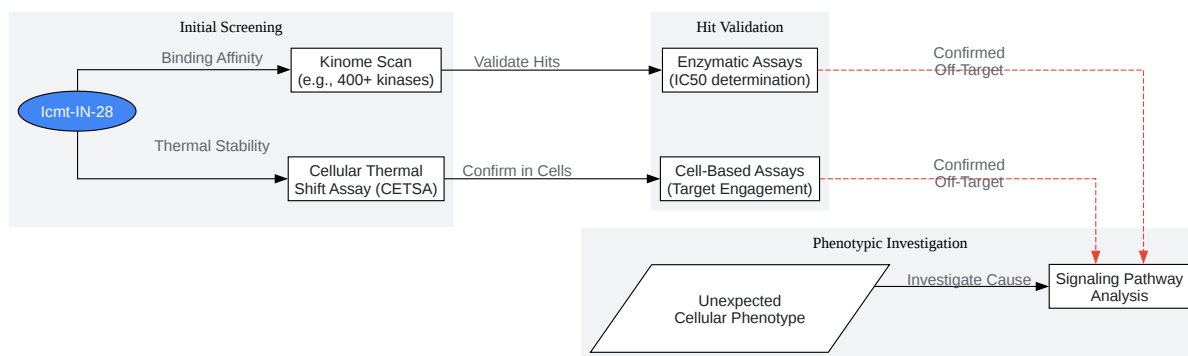 Initial Screening
Hit Validation
Binding Affinity
Kinome Scan
(e.g., 400+ kinases)
Validate Hits
Enzymatic Assays
(IC50 determination)
Confirmed
Off-Target
Icmt-IN-28
Thermal Stability
Cellular Thermal
Shift Assay (CETSA)
Confirm in Cells
Cell-Based Assays
(Target Engagement)
Confirmed
Off-Target
Phenotypic Investigation
Unexpected
Cellular Phenotype
Investigate Cause
Signaling Pathway
Analysis